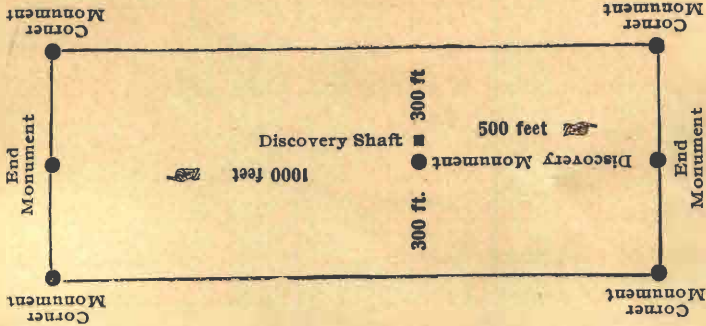 Corner
Monument
Corner
Monument
End
Monument
Discovery Shaft
300 ft
500 feet
1000 feet
Discovery Monument
300 ft.
End
Monument
Corner
Monument
Corner
Monument